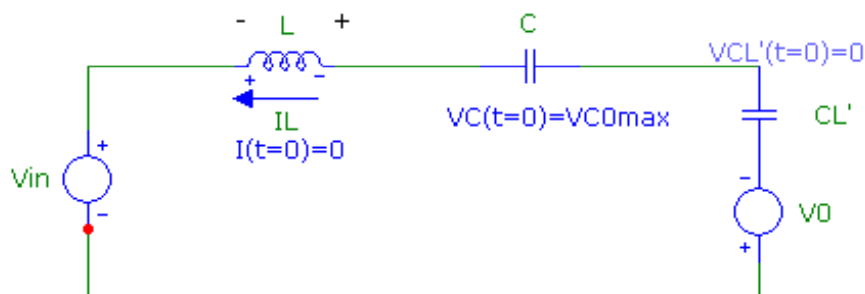 - L +
C
VCL'(t=0)=0
+ -
IL
I(t=0)=0
VC(t=0)=VC0max
CL'
+
Vin
-
-
V0
+